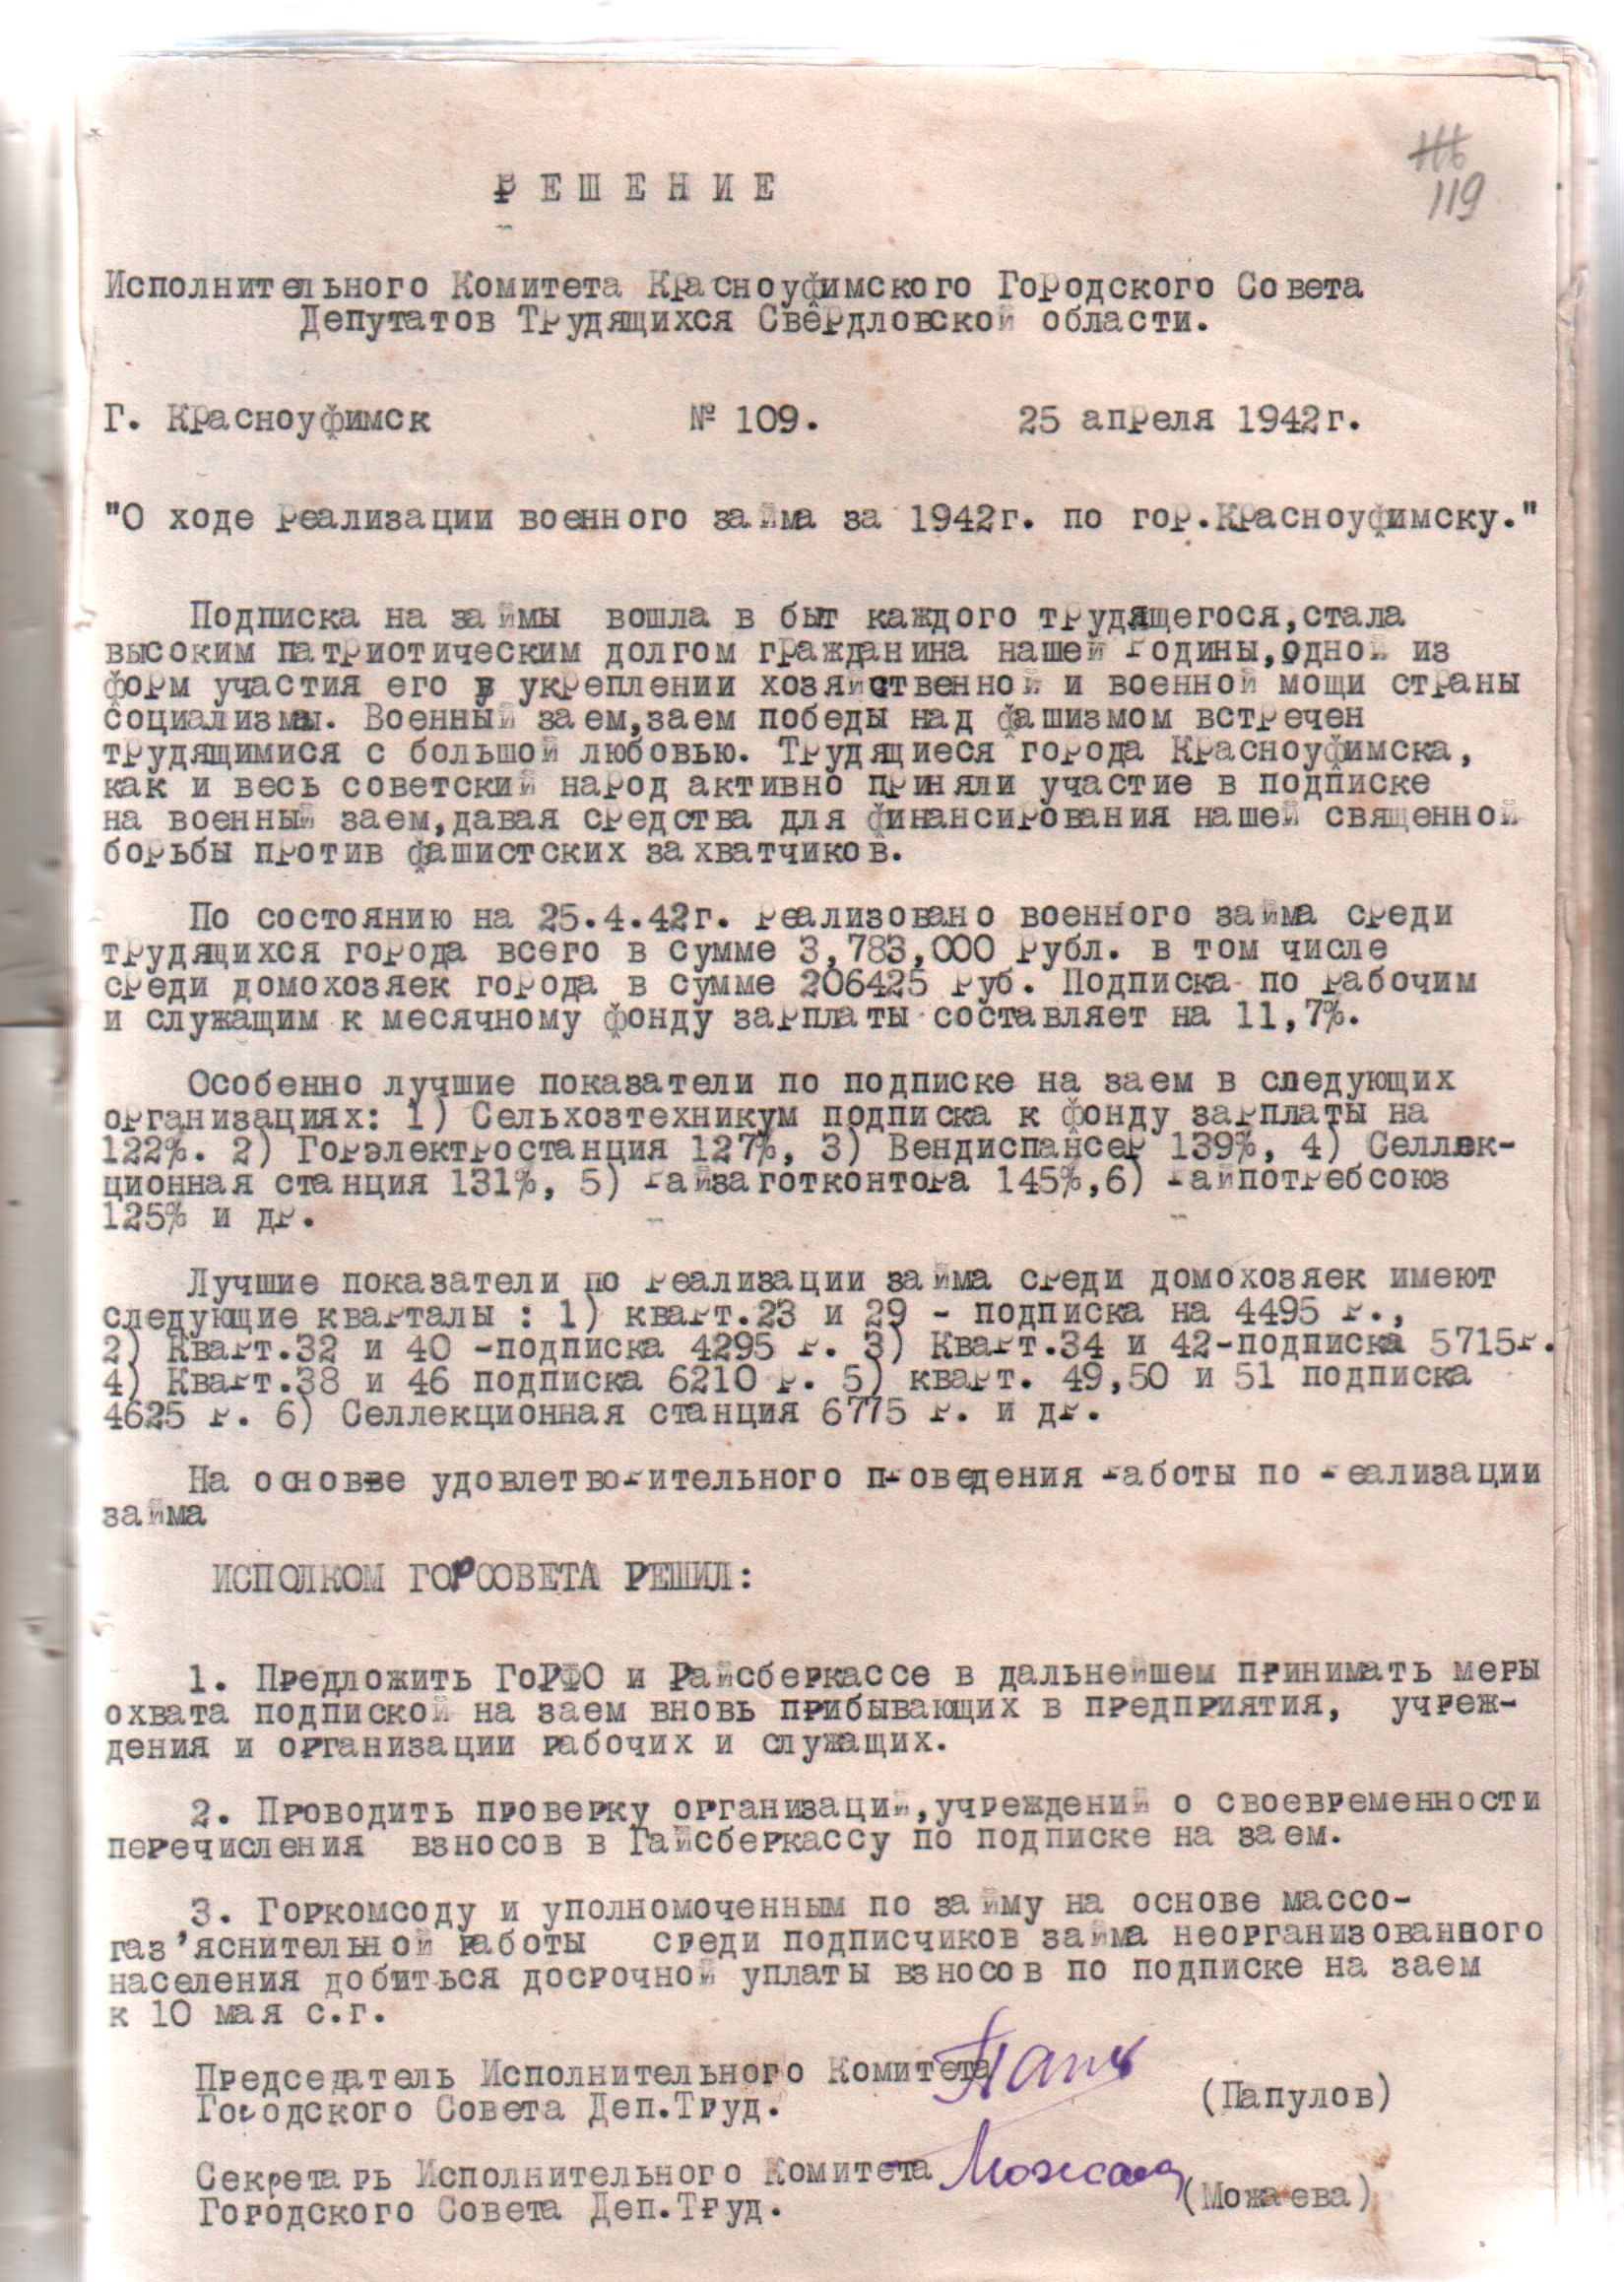 119
Р Е Ш Е Н И Е
Исполнительного Комитета Красноуфимского Городского Совета
Депутатов Трудящихся Свердловской области.
Г. Красноуфимск № 109. 25 апреля 1942г.
"О ходе реализации военного займа за 1942г. по гор.Красноуфимску."
Подписка на займы вошла в быт каждого трудящегося,стала
высоким патриотическим долгом гражданина нашей Родины,одной из
форм участия его в укреплении хозяйственной и военной мощи страны
социализма. Военный заем,заем победы над фашизмом встречен
трудящимися с большой любовью. Трудящиеся города Красноуфимска,
как и весь советский народ активно приняли участие в подписке
на военный заем,давая средства для финансирования нашей священной
борьбы против фашистских захватчиков.
По состоянию на 25.4.42г. реализовано военного займа среди
трудящихся города всего в сумме 3,783,000 рубл. в том числе
среди домохозяек города в сумме 206425 руб. Подписка по рабочим
и служащим к месячному фонду зарплаты составляет на 11,7%.
Особенно лучшие показатели по подписке на заем в следующих
организациях: 1) Сельхозтехникум подписка к фонду зарплаты на
122%. 2) Горэлектростанция 127%, 3) Вендиспансер 139%, 4) Селлек-
ционная станция 131%, 5) Райзаготконтора 145%,6) Райпотребсоюз
125% и др.
Лучшие показатели по реализации займа среди домохозяек имеют
следующие кварталы : 1) кварт.23 и 29 - подписка на 4495 р.,
2) Кварт.32 и 40 -подписка 4295 р. 3) Кварт.34 и 42-подписка 5715р.
4) Кварт.38 и 46 подписка 6210 р. 5) кварт. 49,50 и 51 подписка
4625 р. 6) Селлекционная станция 6775 р. и др.
На основе удовлетворительного проведения работы по реализации
займа
ИСПОЛКОМ ГОРСОВЕТА РЕШИЛ:
1. Предложить ГорФО и Райсберкассе в дальнейшем принимать меры
охвата подпиской на заем вновь прибывающих в предприятия, учреж-
дения и организации рабочих и служащих.
2. Проводить проверку организаций,учреждений о своевременности
перечисления взносов в Райсберкассу по подписке на заем.
3. Горкомсоду и уполномоченным по займу на основе массо-
раз'яснительной работы среди подписчиков займа неорганизованного
населения добиться досрочной уплаты взносов по подписке на заем
к 10 мая с.г.
Председатель Исполнительного Комитета
Городского Совета Деп.Труд. (Папулов)
Секретарь Исполнительного Комитета
Городского Совета Деп.Труд. (Можаева)